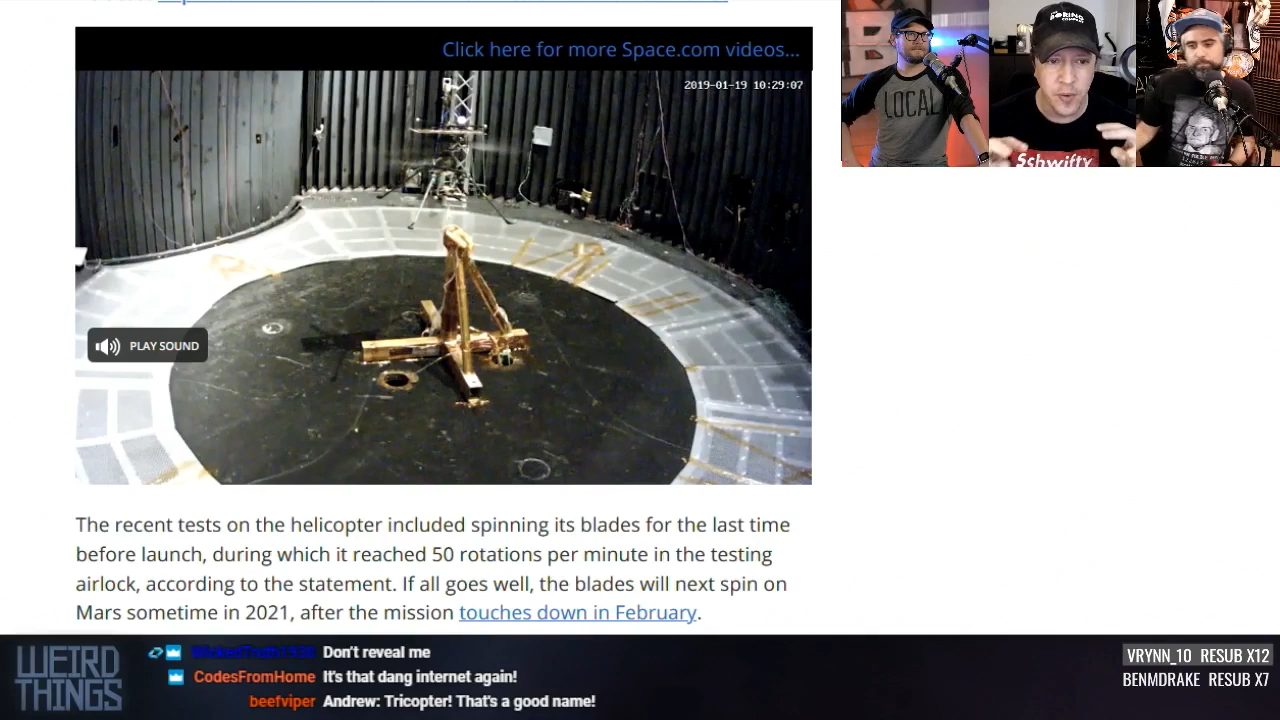 Click here for more Space.com videos...
2019-01-19 10:29:07
PLAY SOUND
LOCAL
BORING
Schwifty
The recent tests on the helicopter included spinning its blades for the last time
before launch, during which it reached 50 rotations per minute in the testing
airlock, according to the statement. If all goes well, the blades will next spin on
Mars sometime in 2021, after the mission touches down in February.
WEIRD
THINGS
Don't reveal me
CodesFromHome It's that dang internet again!
beefviper Andrew: Tricopter! That's a good name!
VRYNN_10 RESUB X12
BENMDRAKE RESUB X7